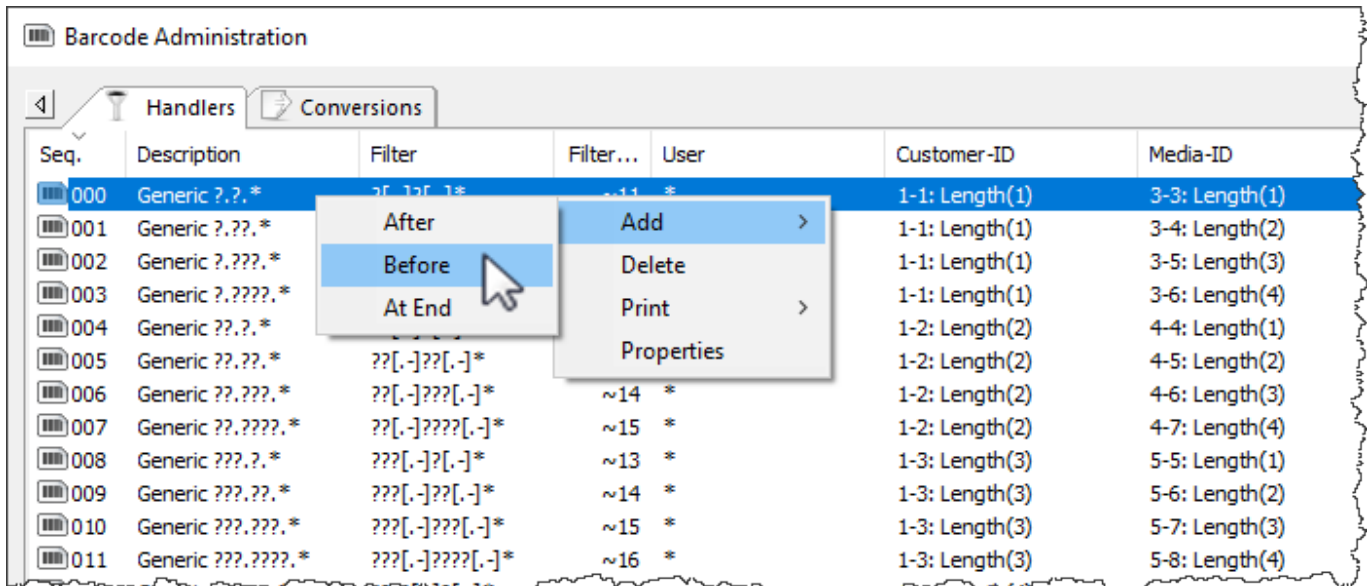 Barcode Administration
Handlers Conversions
Seq. Description Filter Filter... User Customer-ID Media-ID
000 Generic ?.?.* ?[.-]?[.-]* ~11 * 1-1: Length(1) 3-3: Length(1)
001 Generic ?.??.* After Add > 1-1: Length(1) 3-4: Length(2)
002 Generic ?.???.* Before Delete 1-1: Length(1) 3-5: Length(3)
003 Generic ?.????.* At End Print > 1-1: Length(1) 3-6: Length(4)
004 Generic ??.?.* Properties 1-2: Length(2) 4-4: Length(1)
005 Generic ??.??.* ??[.-]??[.-]* 1-2: Length(2) 4-5: Length(2)
006 Generic ??.???.* ??[.-]???[.-]* ~14 * 1-2: Length(2) 4-6: Length(3)
007 Generic ??.????.* ??[.-]????[.-]* ~15 * 1-2: Length(2) 4-7: Length(4)
008 Generic ???.?.* ???[.-]?[.-]* ~13 * 1-3: Length(3) 5-5: Length(1)
009 Generic ???.??.* ???[.-]??[.-]* ~14 * 1-3: Length(3) 5-6: Length(2)
010 Generic ???.???.* ???[.-]???[.-]* ~15 * 1-3: Length(3) 5-7: Length(3)
011 Generic ???.????.* ???[.-]????[.-]* ~16 * 1-3: Length(3) 5-8: Length(4)